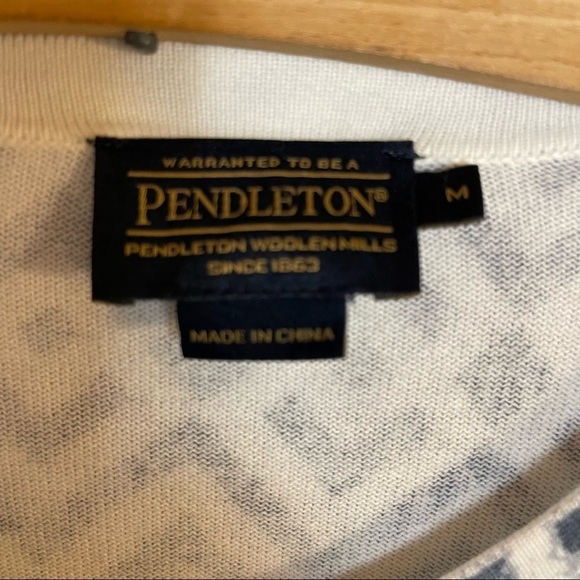 WARRANTED TO BE A
PENDLETON®
M
PENDLETON WOOLEN MILLS
SINCE 1863
MADE IN CHINA